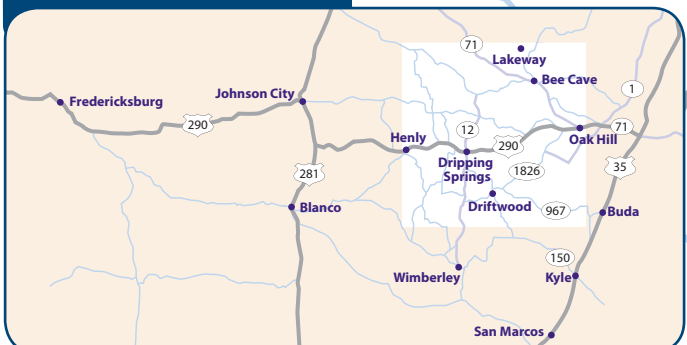 71
Lakeway
Bee Cave
1
Johnson City
Fredericksburg
290
12
71
Henly
290
Oak Hill
Dripping
Springs
1826
35
281
Driftwood
967
Blanco
Buda
150
Wimberley
Kyle
San Marcos